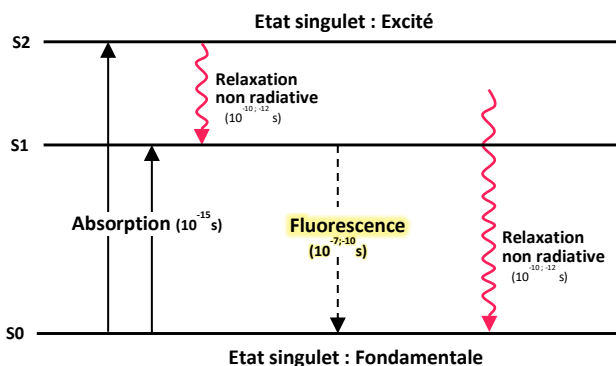 Etat singulet : Excité
S2
Relaxation
non radiative
(10⁻¹⁰ ; ⁻¹² s)
S1
Absorption (10⁻¹⁵ s)
Fluorescence
(10⁻⁷;⁻¹⁰ s)
Relaxation
non radiative
(10⁻¹⁰ ; ⁻¹² s)
S0
Etat singulet : Fondamentale